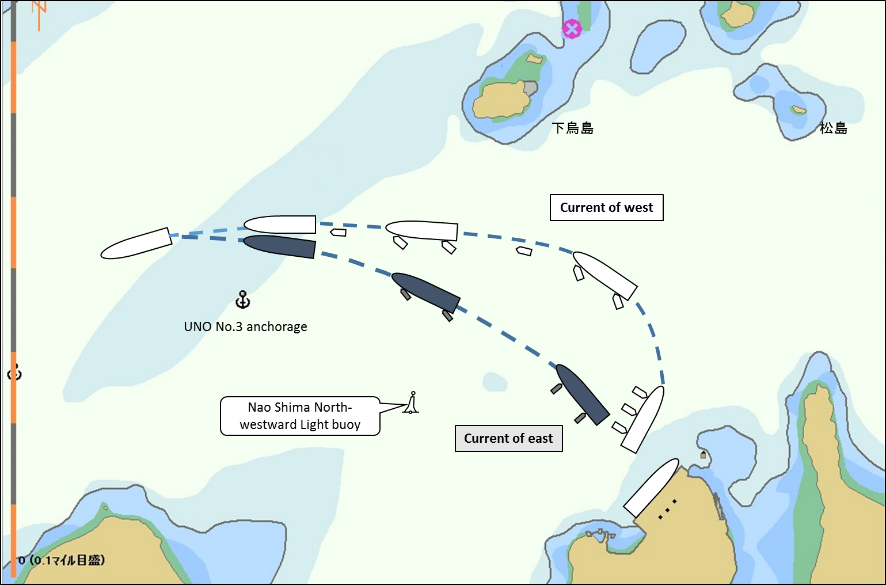 下烏島
松島
Current of west
UNO No.3 anchorage
Nao Shima North-
westward Light buoy
Current of east
0 (0.1マイル目盛)